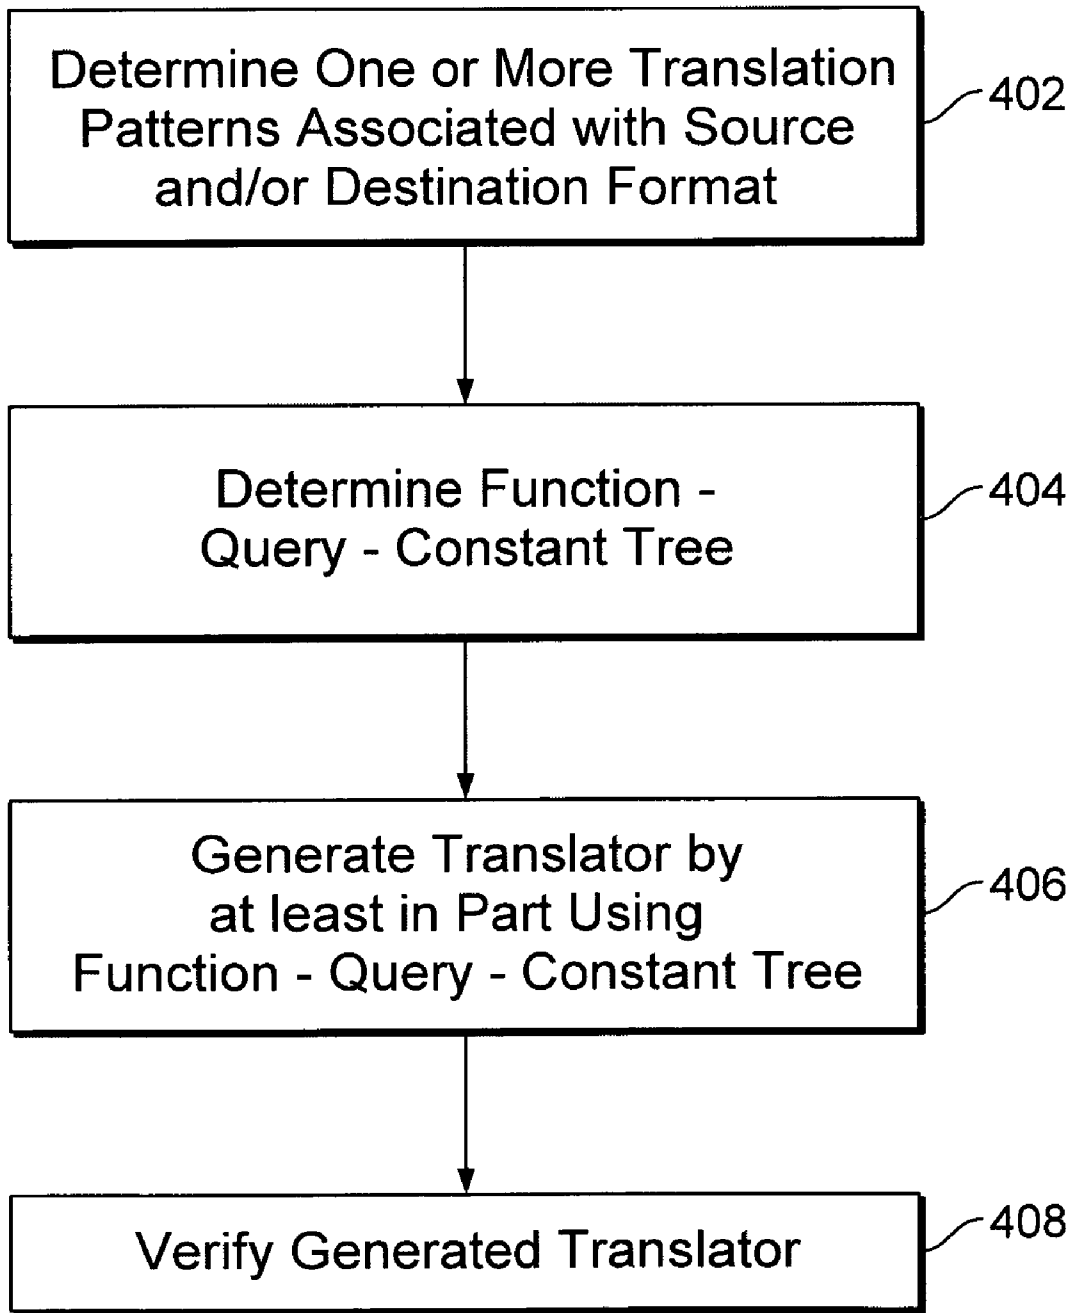 Determine One or More Translation
Patterns Associated with Source
and/or Destination Format
402
Determine Function -
Query - Constant Tree
404
Generate Translator by
at least in Part Using
Function - Query - Constant Tree
406
Verify Generated Translator
408